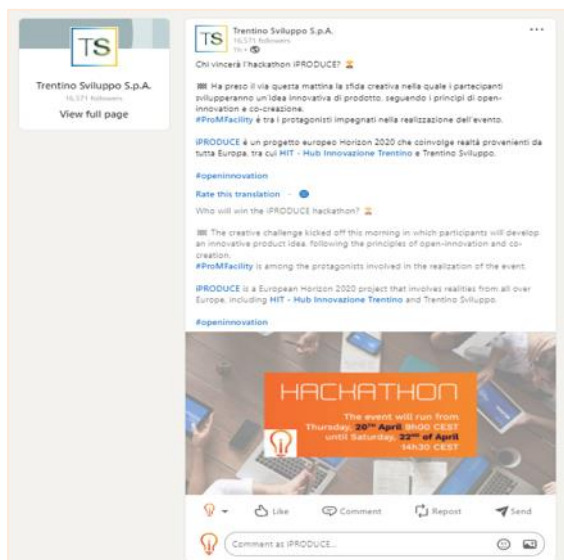 TS
Trentino Sviluppo S.p.A.
16,571 followers
View full page
TS
Trentino Sviluppo S.p.A.
16,571 followers
1h
Chi vincerà l'hackathon iPRODUCE?
Ha preso il via questa mattina la sfida creativa nella quale i partecipanti
svilupperanno un'idea innovativa di prodotto, seguendo i principi di open-
innovation e co-creazione.
#ProMFacility è tra i protagonisti impegnati nella realizzazione dell'evento.
iPRODUCE è un progetto europeo Horizon 2020 che coinvolge realtà provenienti da
tutta Europa, tra cui HIT - Hub Innovazione Trentino e Trentino Sviluppo.
#openinnovation
Rate this translation
Who will win the iPRODUCE hackathon?
The creative challenge kicked off this morning in which participants will develop
an innovative product idea, following the principles of open-innovation and co-
creation.
#ProMFacility is among the protagonists involved in the realization of the event.
iPRODUCE is a European Horizon 2020 project that involves realities from all over
Europe, including HIT - Hub Innovazione Trentino and Trentino Sviluppo.
#openinnovation
HACKATHON
The event will run from
Thursday, 20TH April 9h00 CEST
until Saturday, 22ND of April
14h30 CEST
Like Comment Repost Send
Comment as iPRODUCE...